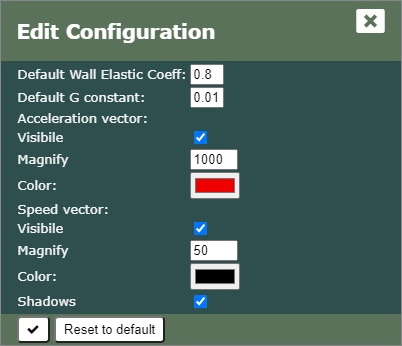 Edit Configuration
Default Wall Elastic Coeff: 0.8
Default G constant: 0.01
Acceleration vector:
Visibile
Magnify 1000
Color:
Speed vector:
Visibile
Magnify 50
Color:
Shadows
Reset to default